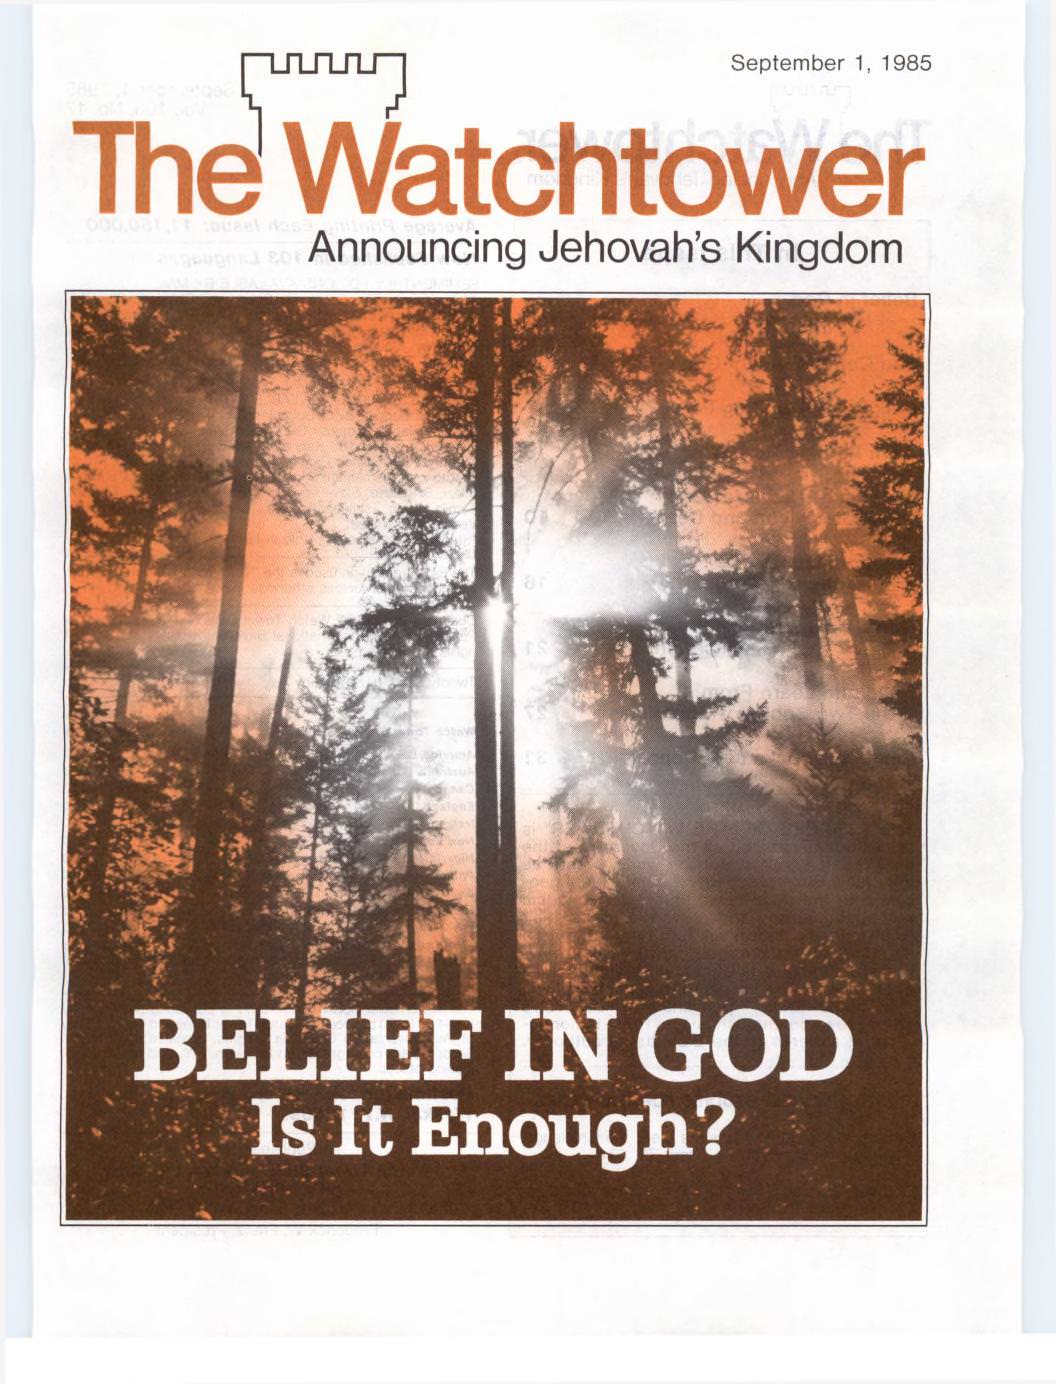 September 1, 1985
The Watchtower
Announcing Jehovah's Kingdom
BELIEF IN GOD
Is It Enough?